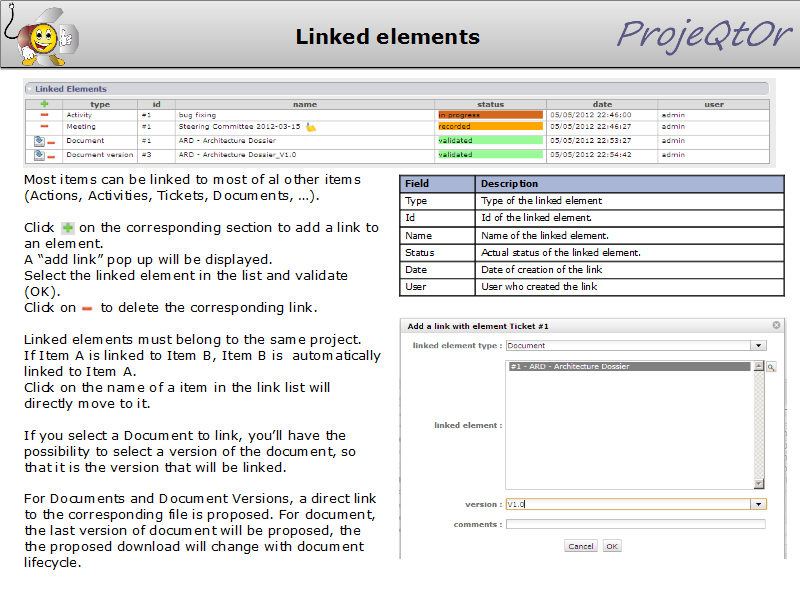 Linked elements
ProjeQtOr
Linked Elements
type id name status date user
Activity #1 bug fixing in progress 05/05/2012 22:46:00 admin
Meeting #1 Steering Committee 2012-03-15 recorded 05/05/2012 22:46:27 admin
Document #1 ARD - Architecture Dossier validated 05/05/2012 22:53:27 admin
Document version #3 ARD - Architecture Dossier_V1.0 validated 05/05/2012 22:54:42 admin
Most items can be linked to most of al other items
(Actions, Activities, Tickets, Documents, …).
Click on the corresponding section to add a link to
an element.
A “add link” pop up will be displayed.
Select the linked element in the list and validate
(OK).
Click on to delete the corresponding link.
Linked elements must belong to the same project.
If Item A is linked to Item B, Item B is automatically
linked to Item A.
Click on the name of a item in the link list will
directly move to it.
If you select a Document to link, you’ll have the
possibility to select a version of the document, so
that it is the version that will be linked.
For Documents and Document Versions, a direct link
to the corresponding file is proposed. For document,
the last version of document will be proposed, the
the proposed download will change with document
lifecycle.
Field Description
Type Type of the linked element
Id Id of the linked element.
Name Name of the linked element.
Status Actual status of the linked element.
Date Date of creation of the link
User User who created the link
Add a link with element Ticket #1
linked element type : Document
#1 - ARD - Architecture Dossier
linked element :
version : V1.0
comments :
Cancel OK